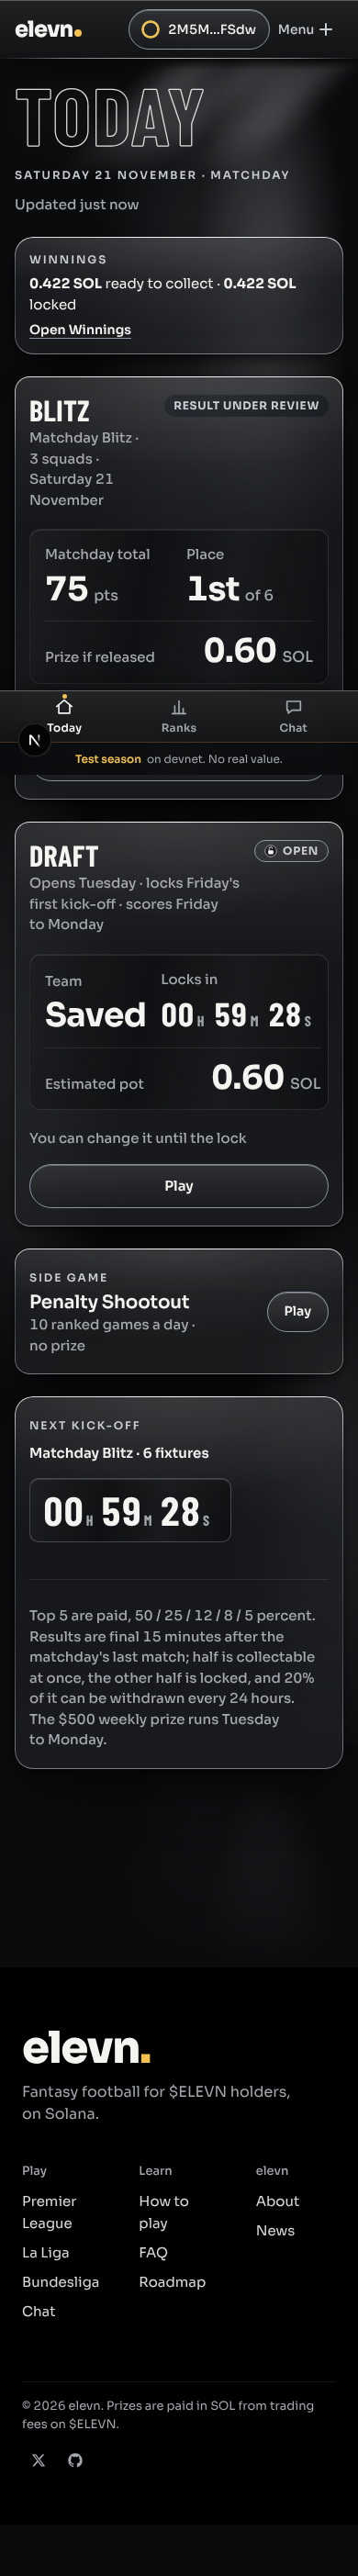 elevn.
2M5M...FSdw
Menu
TODAY
SATURDAY 21 NOVEMBER · MATCHDAY
Updated just now
WINNINGS
0.422 SOL ready to collect · 0.422 SOL
locked
Open Winnings
BLITZ
RESULT UNDER REVIEW
Matchday Blitz ·
3 squads ·
Saturday 21
November
Matchday total
Place
75 pts
1st of 6
Prize if released
0.60 SOL
Today
Ranks
Chat
N
Test season on devnet. No real value.
DRAFT
OPEN
Opens Tuesday · locks Friday's
first kick-off · scores Friday
to Monday
Team
Locks in
Saved
00 H 59 M 28 S
Estimated pot
0.60 SOL
You can change it until the lock
Play
SIDE GAME
Penalty Shootout
10 ranked games a day ·
no prize
Play
NEXT KICK-OFF
Matchday Blitz · 6 fixtures
00 H 59 M 28 S
Top 5 are paid, 50 / 25 / 12 / 8 / 5 percent.
Results are final 15 minutes after the
matchday's last match; half is collectable
at once, the other half is locked, and 20%
of it can be withdrawn every 24 hours.
The $500 weekly prize runs Tuesday
to Monday.
elevn.
Fantasy football for $ELEVN holders,
on Solana.
Play
Premier
League
La Liga
Bundesliga
Chat
Learn
How to
play
FAQ
Roadmap
elevn
About
News
© 2026 elevn. Prizes are paid in SOL from trading
fees on $ELEVN.